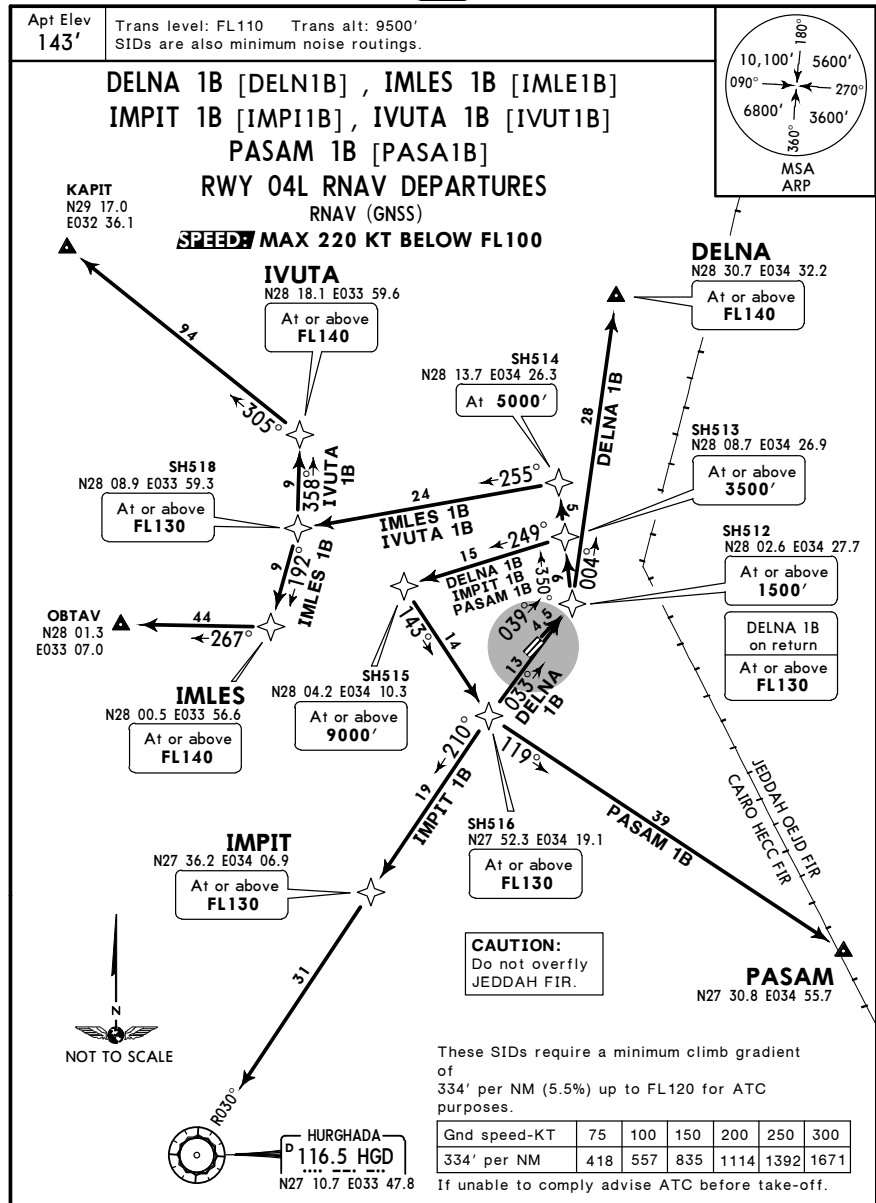 Apt Elev
143'
Trans level: FL110 Trans alt: 9500'
SIDs are also minimum noise routings.
180°
10,100'
5600'
090°
270°
6800'
3600'
360°
MSA
ARP
DELNA 1B [DELN1B] , IMLES 1B [IMLE1B]
IMPIT 1B [IMPI1B] , IVUTA 1B [IVUT1B]
PASAM 1B [PASA1B]
RWY 04L RNAV DEPARTURES
RNAV (GNSS)
SPEED: MAX 220 KT BELOW FL100
KAPIT
N29 17.0
E032 36.1
94
305°
IVUTA
N28 18.1 E033 59.6
At or above
FL140
DELNA
N28 30.7 E034 32.2
At or above
FL140
28
DELNA 1B
004°
SH514
N28 13.7 E034 26.3
At 5000'
SH513
N28 08.7 E034 26.9
At or above
3500'
SH518
N28 08.9 E033 59.3
At or above
FL130
9
358°
IVUTA
1B
255°
24
IMLES 1B
IVUTA 1B
5
249°
15
DELNA 1B
IMPIT 1B
PASAM 1B
350°
6
SH512
N28 02.6 E034 27.7
At or above
1500'
DELNA 1B
on return
At or above
FL130
9
192°
IMLES 1B
OBTAV
N28 01.3
E033 07.0
44
267°
IMLES
N28 00.5 E033 56.6
At or above
FL140
143°
14
SH515
N28 04.2 E034 10.3
At or above
9000'
039°
4.5
13
033°
DELNA
1B
210°
19
IMPIT 1B
119°
39
PASAM 1B
SH516
N27 52.3 E034 19.1
At or above
FL130
JEDDAH OEJD FIR
CAIRO HECC FIR
IMPIT
N27 36.2 E034 06.9
At or above
FL130
31
CAUTION:
Do not overfly
JEDDAH FIR.
PASAM
N27 30.8 E034 55.7
N
NOT TO SCALE
R030°
HURGHADA
D 116.5 HGD
N27 10.7 E033 47.8
These SIDs require a minimum climb gradient
of
334' per NM (5.5%) up to FL120 for ATC
purposes.
Gnd speed-KT 75 100 150 200 250 300
334' per NM 418 557 835 1114 1392 1671
If unable to comply advise ATC before take-off.